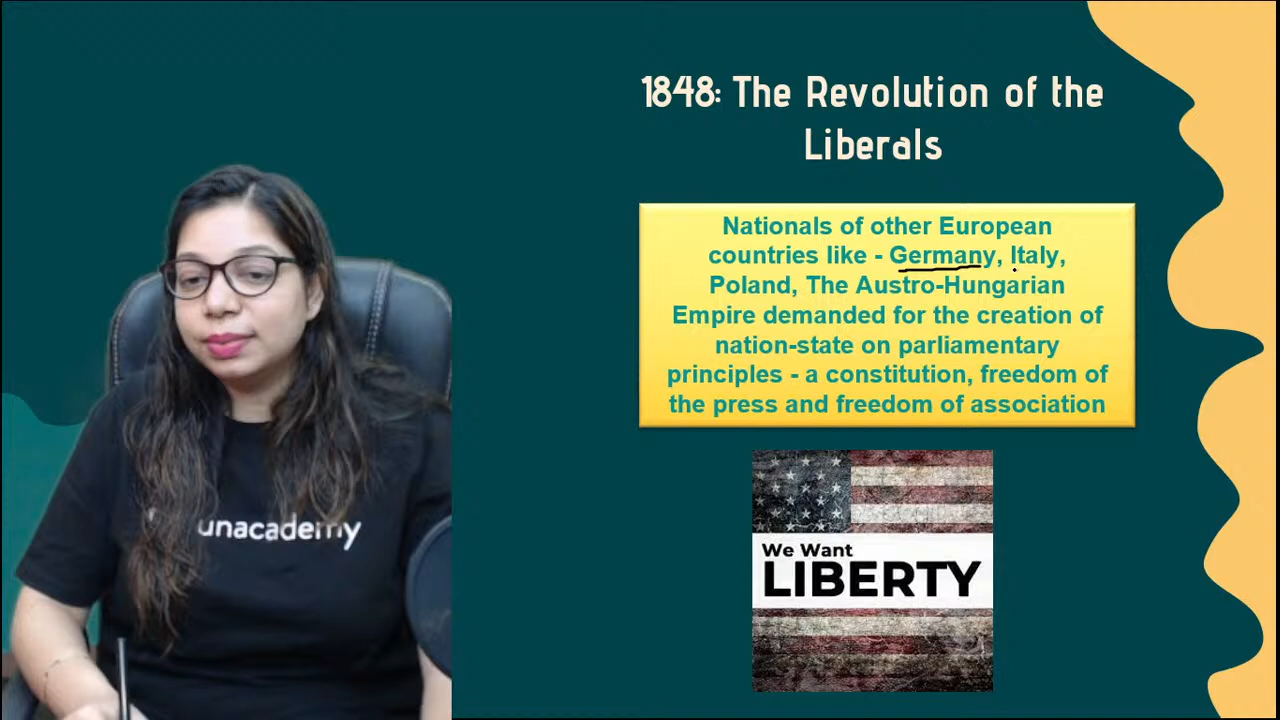 1848: The Revolution of the
Liberals
Nationals of other European
countries like - Germany, Italy,
Poland, The Austro-Hungarian
Empire demanded for the creation of
nation-state on parliamentary
principles - a constitution, freedom of
the press and freedom of association
We Want
LIBERTY
unacademy